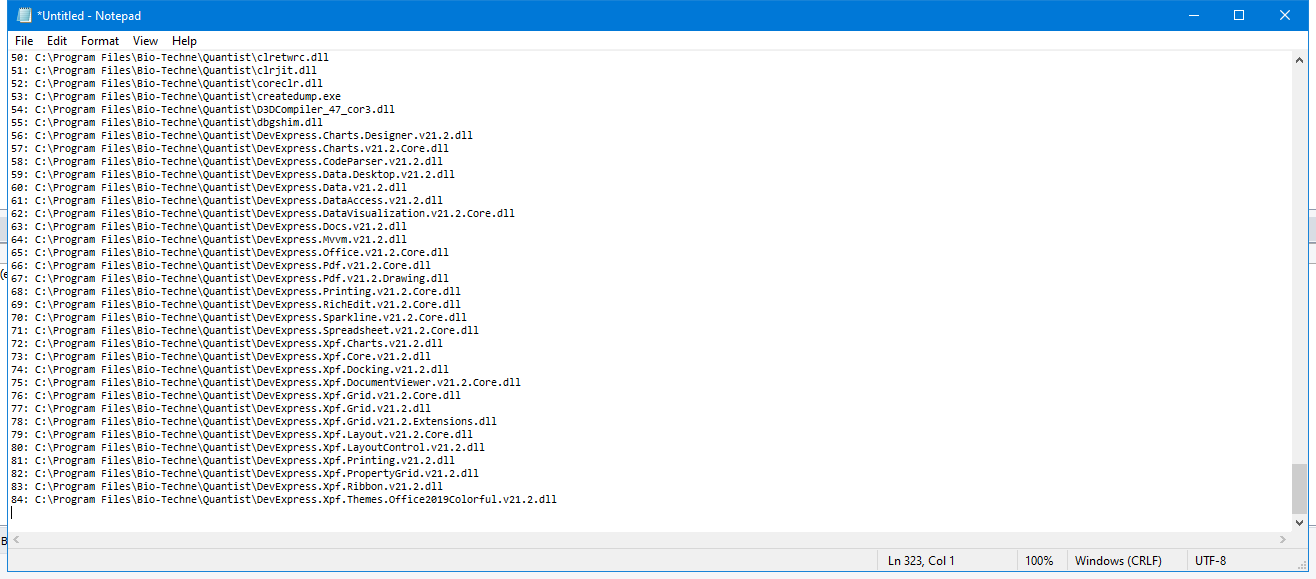 *Untitled - Notepad
File Edit Format View Help
50: C:\Program Files\Bio-Techne\Quantist\clretwrc.dll
51: C:\Program Files\Bio-Techne\Quantist\clrjit.dll
52: C:\Program Files\Bio-Techne\Quantist\coreclr.dll
53: C:\Program Files\Bio-Techne\Quantist\createdump.exe
54: C:\Program Files\Bio-Techne\Quantist\D3DCompiler_47_cor3.dll
55: C:\Program Files\Bio-Techne\Quantist\dbgshim.dll
56: C:\Program Files\Bio-Techne\Quantist\DevExpress.Charts.Designer.v21.2.dll
57: C:\Program Files\Bio-Techne\Quantist\DevExpress.Charts.v21.2.Core.dll
58: C:\Program Files\Bio-Techne\Quantist\DevExpress.CodeParser.v21.2.dll
59: C:\Program Files\Bio-Techne\Quantist\DevExpress.Data.Desktop.v21.2.dll
60: C:\Program Files\Bio-Techne\Quantist\DevExpress.Data.v21.2.dll
61: C:\Program Files\Bio-Techne\Quantist\DevExpress.DataAccess.v21.2.dll
62: C:\Program Files\Bio-Techne\Quantist\DevExpress.DataVisualization.v21.2.Core.dll
63: C:\Program Files\Bio-Techne\Quantist\DevExpress.Docs.v21.2.dll
64: C:\Program Files\Bio-Techne\Quantist\DevExpress.Mvvm.v21.2.dll
65: C:\Program Files\Bio-Techne\Quantist\DevExpress.Office.v21.2.Core.dll
66: C:\Program Files\Bio-Techne\Quantist\DevExpress.Pdf.v21.2.Core.dll
67: C:\Program Files\Bio-Techne\Quantist\DevExpress.Pdf.v21.2.Drawing.dll
68: C:\Program Files\Bio-Techne\Quantist\DevExpress.Printing.v21.2.Core.dll
69: C:\Program Files\Bio-Techne\Quantist\DevExpress.RichEdit.v21.2.Core.dll
70: C:\Program Files\Bio-Techne\Quantist\DevExpress.Sparkline.v21.2.Core.dll
71: C:\Program Files\Bio-Techne\Quantist\DevExpress.Spreadsheet.v21.2.Core.dll
72: C:\Program Files\Bio-Techne\Quantist\DevExpress.Xpf.Charts.v21.2.dll
73: C:\Program Files\Bio-Techne\Quantist\DevExpress.Xpf.Core.v21.2.dll
74: C:\Program Files\Bio-Techne\Quantist\DevExpress.Xpf.Docking.v21.2.dll
75: C:\Program Files\Bio-Techne\Quantist\DevExpress.Xpf.DocumentViewer.v21.2.Core.dll
76: C:\Program Files\Bio-Techne\Quantist\DevExpress.Xpf.Grid.v21.2.Core.dll
77: C:\Program Files\Bio-Techne\Quantist\DevExpress.Xpf.Grid.v21.2.dll
78: C:\Program Files\Bio-Techne\Quantist\DevExpress.Xpf.Grid.v21.2.Extensions.dll
79: C:\Program Files\Bio-Techne\Quantist\DevExpress.Xpf.Layout.v21.2.Core.dll
80: C:\Program Files\Bio-Techne\Quantist\DevExpress.Xpf.LayoutControl.v21.2.dll
81: C:\Program Files\Bio-Techne\Quantist\DevExpress.Xpf.Printing.v21.2.dll
82: C:\Program Files\Bio-Techne\Quantist\DevExpress.Xpf.PropertyGrid.v21.2.dll
83: C:\Program Files\Bio-Techne\Quantist\DevExpress.Xpf.Ribbon.v21.2.dll
84: C:\Program Files\Bio-Techne\Quantist\DevExpress.Xpf.Themes.Office2019Colorful.v21.2.dll
Ln 323, Col 1 100% Windows (CRLF) UTF-8